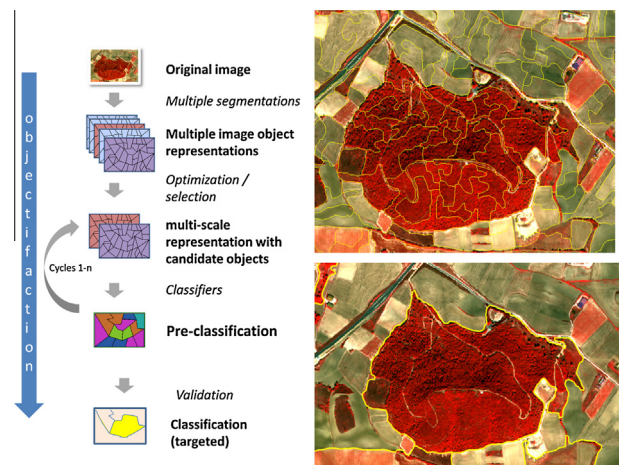 objectifaction
Original image
Multiple segmentations
Multiple image object
representations
Optimization /
selection
multi-scale
representation with
candidate objects
Cycles 1-n
Classifiers
Pre-classification
Validation
Classification
(targeted)